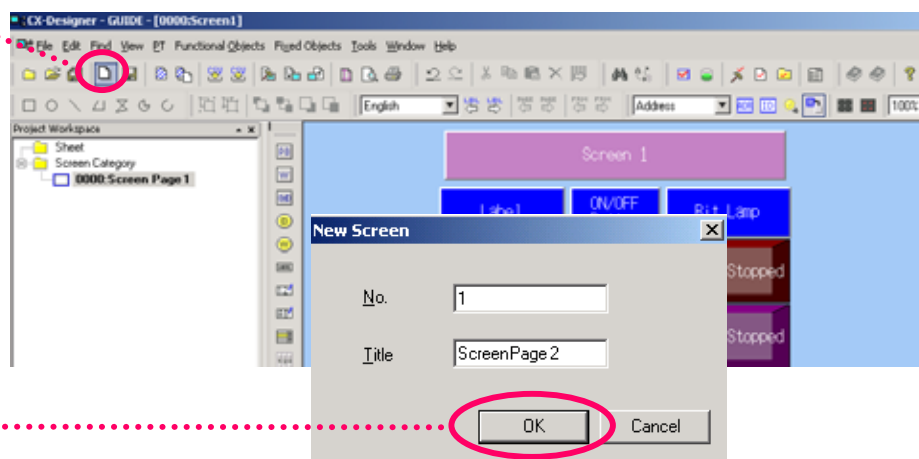 CX-Designer - GUIDE - [0000:Screen1]
File Edit Find View PT Functional Objects Fixed Objects Tools Window Help
English Address 100%
Project Workspace
Sheet
Screen Category
0000:Screen Page 1
Screen 1
Label ON/OFF Bit Lamp
Stopped
Stopped
New Screen
No. 1
Title ScreenPage 2
OK Cancel